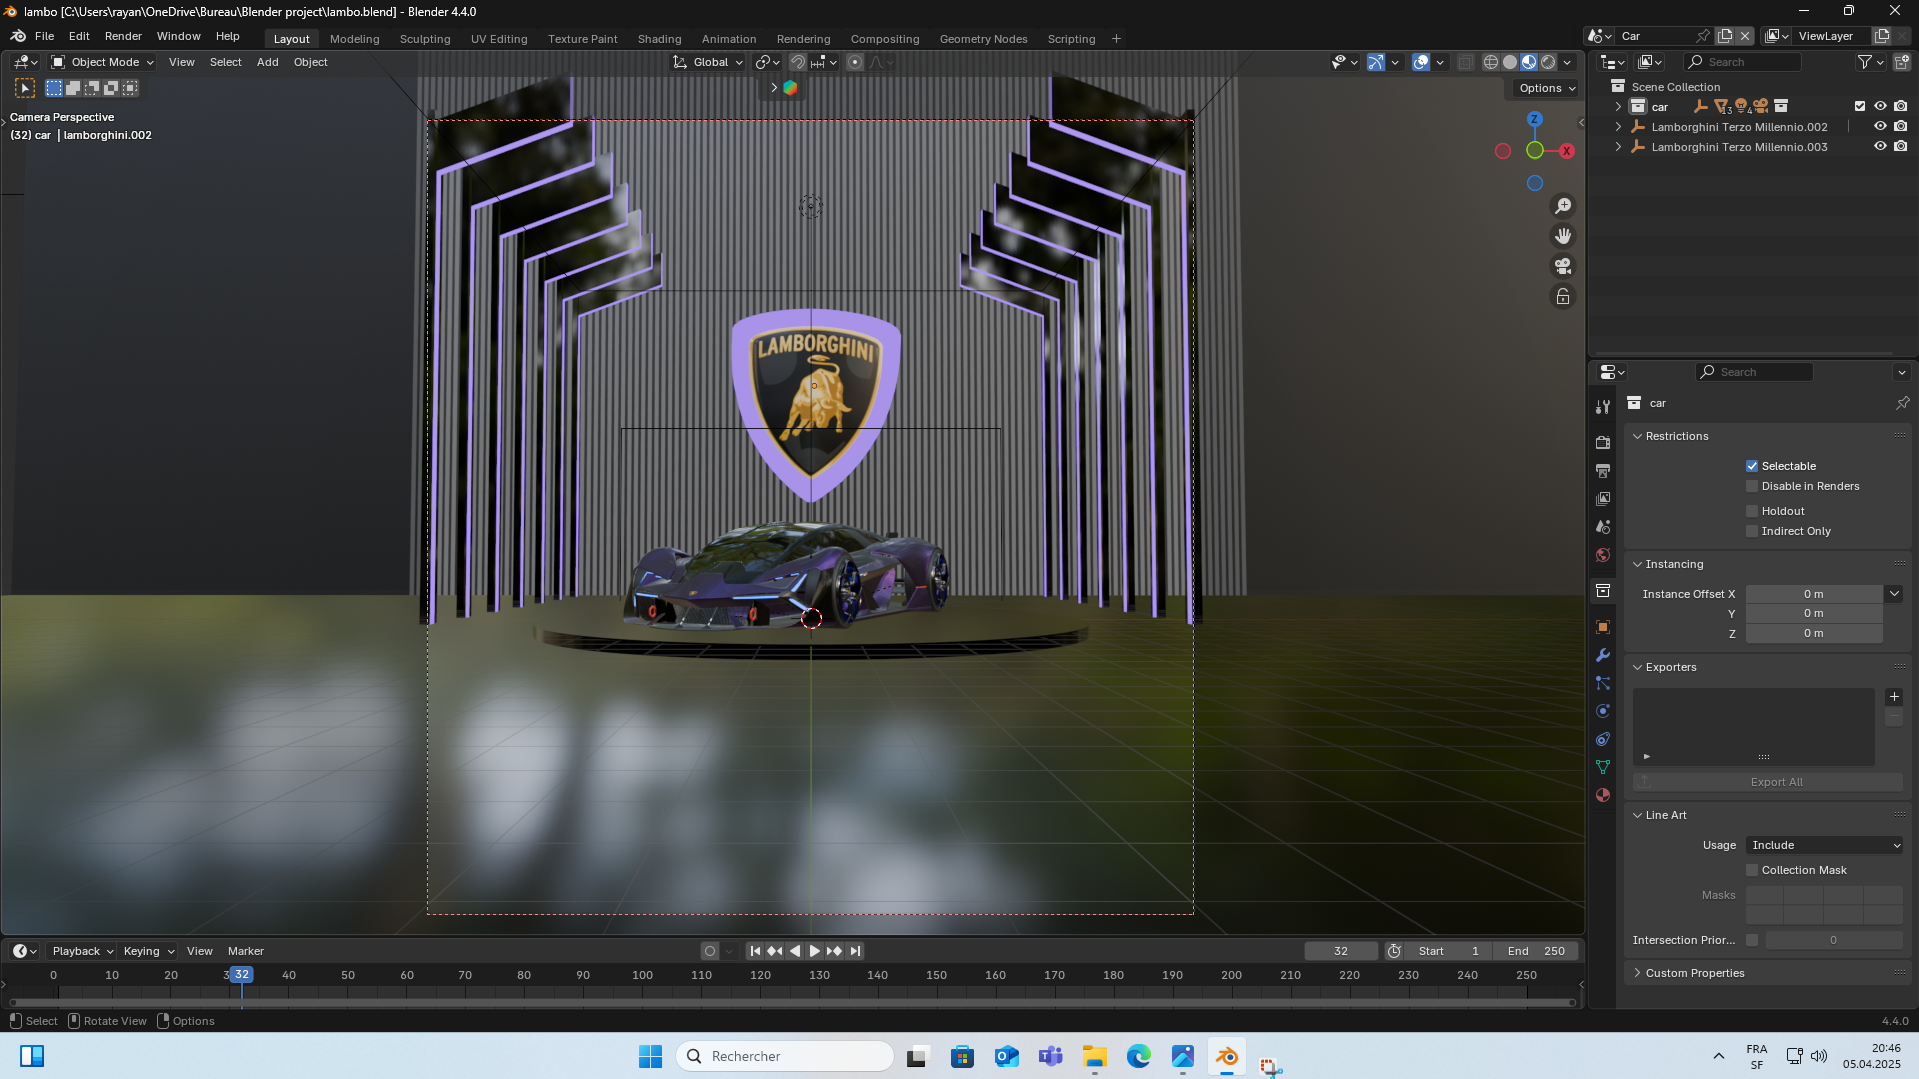 lambo [C:\Users\rayan\OneDrive\Bureau\Blender project\lambo.blend] - Blender 4.4.0
File Edit Render Window Help
Layout Modeling Sculpting UV Editing Texture Paint Shading Animation Rendering Compositing Geometry Nodes Scripting +
Car
ViewLayer
Object Mode View Select Add Object
Global
Options
Search
Camera Perspective
(32) car | lamborghini.002
Z
X
LAMBORGHINI
Scene Collection
car 13 4
Lamborghini Terzo Millennio.002
Lamborghini Terzo Millennio.003
Search
car
Restrictions
Selectable
Disable in Renders
Holdout
Indirect Only
Instancing
Instance Offset X 0 m
Y 0 m
Z 0 m
Exporters
Export All
Line Art
Usage Include
Collection Mask
Masks
Intersection Prior... 0
Custom Properties
Playback Keying View Marker
32 Start 1 End 250
0 10 20 3 32 40 50 60 70 80 90 100 110 120 130 140 150 160 170 180 190 200 210 220 230 240 250
Select Rotate View Options
4.4.0
Rechercher
FRA
SF
20:46
05.04.2025